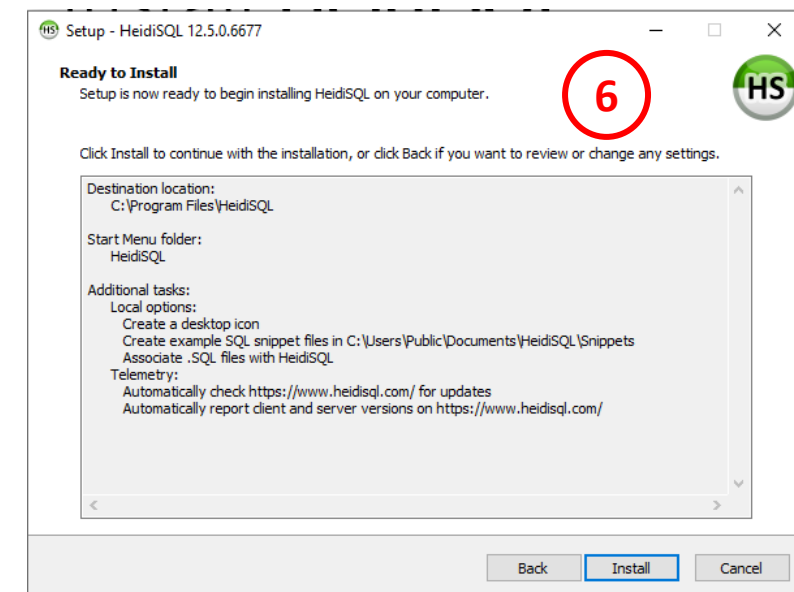 Setup - HeidiSQL 12.5.0.6677
Ready to Install
Setup is now ready to begin installing HeidiSQL on your computer.
6
HS
Click Install to continue with the installation, or click Back if you want to review or change any settings.
Destination location:
C:\Program Files\HeidiSQL
Start Menu folder:
HeidiSQL
Additional tasks:
Local options:
Create a desktop icon
Create example SQL snippet files in C:\Users\Public\Documents\HeidiSQL\Snippets
Associate .SQL files with HeidiSQL
Telemetry:
Automatically check https://www.heidisql.com/ for updates
Automatically report client and server versions on https://www.heidisql.com/
Back Install Cancel